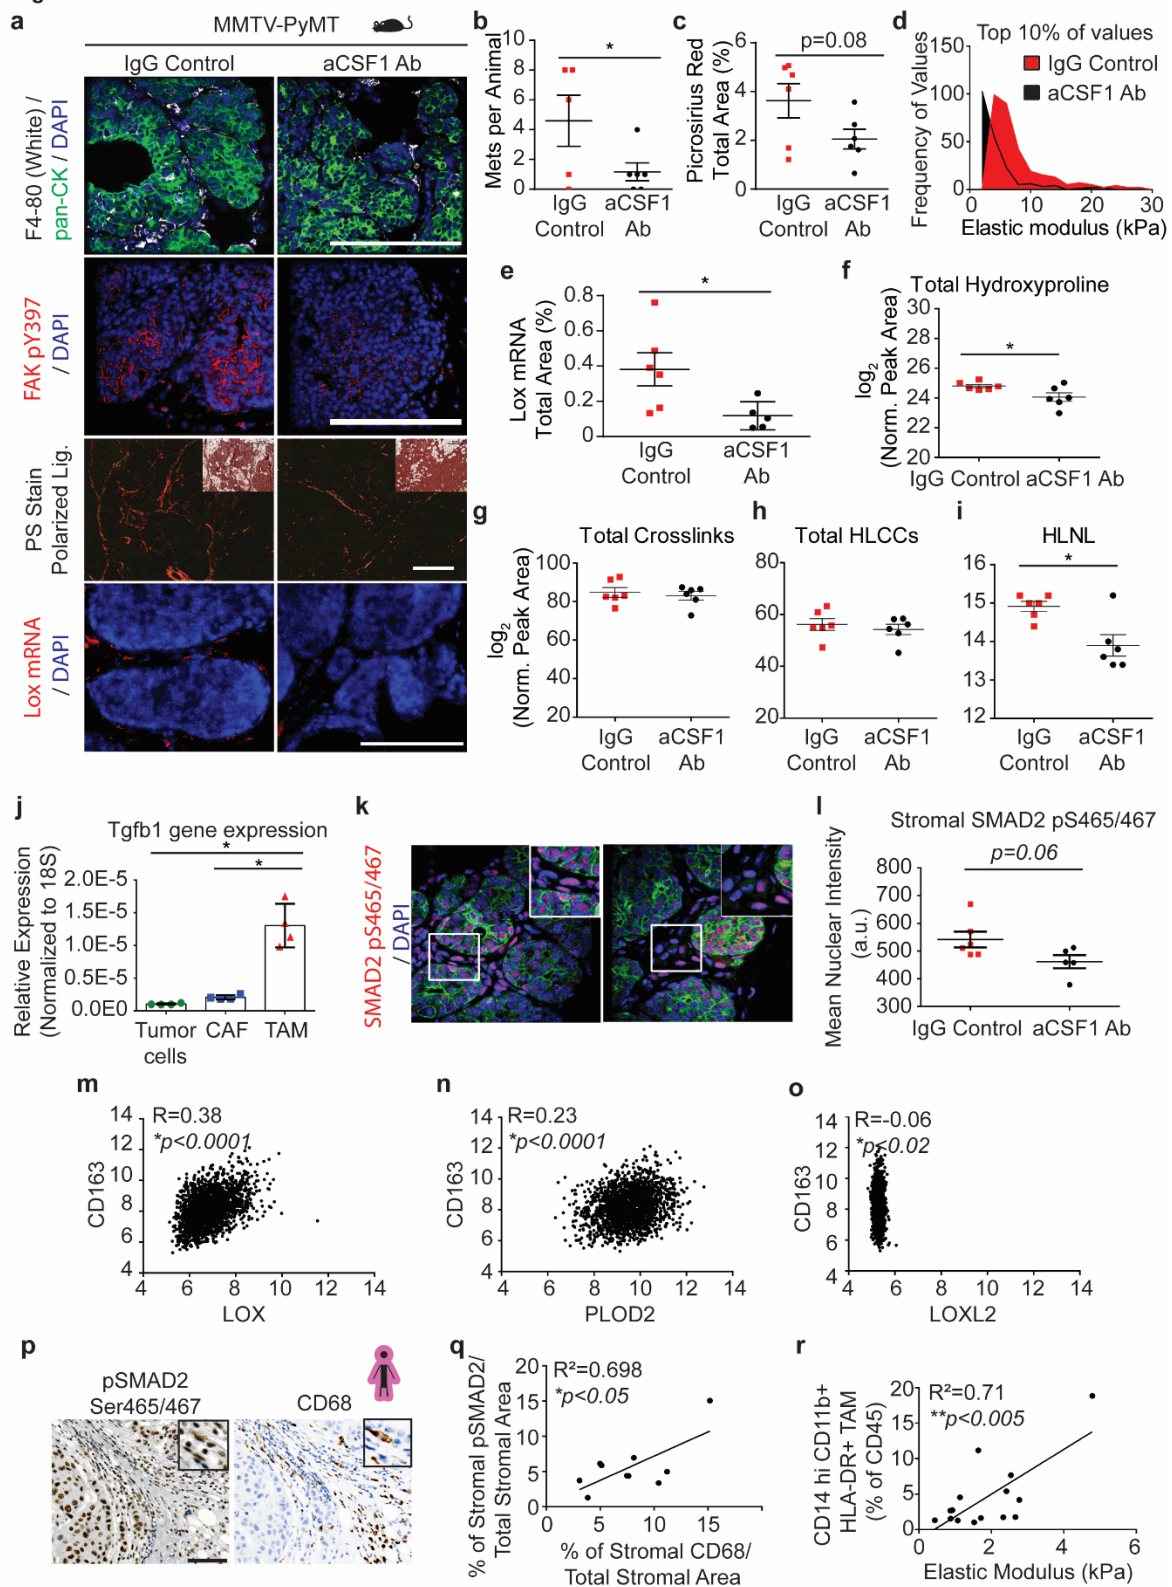 a
MMTV-PyMT
IgG Control
aCSF1 Ab
F4-80 (White) /
pan-CK / DAPI
FAK pY397
/ DAPI
PS Stain
Polarized Lig.
Lox mRNA
/ DAPI
b
Mets per Animal
10
8
6
4
2
0
*
IgG
Control
aCSF1
Ab
c
Picrosirius Red
Total Area (%)
6
4
2
0
p=0.08
IgG
Control
aCSF1
Ab
d
Top 10% of values
IgG Control
aCSF1 Ab
Frequency of Values
150
100
50
0
0
10
20
30
Elastic modulus (kPa)
e
Lox mRNA
Total Area (%)
0.8
0.6
0.4
0.2
0
*
IgG
Control
aCSF1
Ab
f
Total Hydroxyproline
log2
(Norm. Peak Area)
30
28
26
24
22
20
*
IgG Control
aCSF1 Ab
g
Total Crosslinks
log2
(Norm. Peak Area)
100
80
60
40
20
IgG
Control
aCSF1
Ab
h
Total HLCCs
80
60
40
20
IgG
Control
aCSF1
Ab
i
HLNL
*
16
15
14
13
12
IgG
Control
aCSF1
Ab
j
Tgfb1 gene expression
*
*
Relative Expression
(Normalized to 18S)
2.0E-5
1.5E-5
1.0E-5
0.5E-5
0.0E0
Tumor
cells
CAF
TAM
k
SMAD2 pS465/467
/ DAPI
l
Stromal SMAD2 pS465/467
p=0.06
Mean Nuclear Intensity
(a.u.)
800
700
600
500
400
300
IgG Control
aCSF1 Ab
m
R=0.38
*p<0.0001
CD163
14
12
10
8
6
4
4
6
8
10
12
14
LOX
n
R=0.23
*p<0.0001
CD163
14
12
10
8
6
4
4
6
8
10
12
14
PLOD2
o
R=-0.06
*p<0.02
CD163
14
12
10
8
6
4
4
6
8
10
12
14
LOXL2
p
pSMAD2
Ser465/467
CD68
q
R²=0.698
*p<0.05
% of Stromal pSMAD2/
Total Stromal Area
20
15
10
5
0
5
10
15
% of Stromal CD68/
Total Stromal Area
r
R²=0.71
**p<0.005
CD14 hi CD11b+
HLA-DR+ TAM
(% of CD45)
20
15
10
5
0
0
2
4
6
Elastic Modulus (kPa)